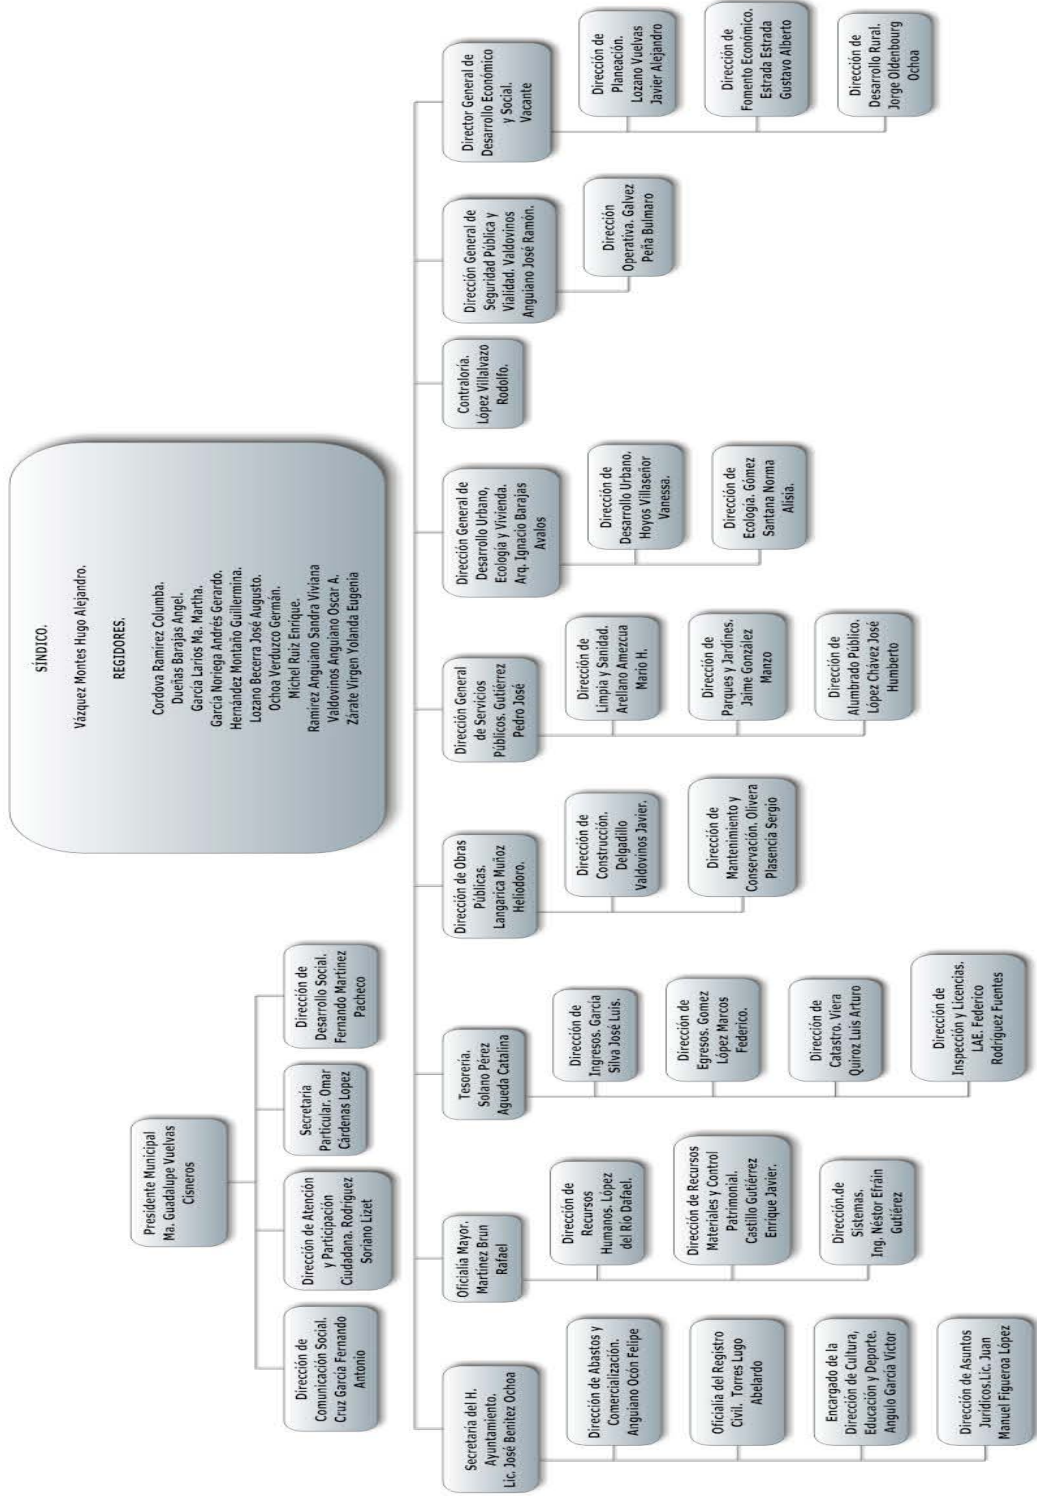 SÍNDICO.
Vázquez Montes Hugo Alejandro.
REGIDORES.
Cordova Ramírez Columba.
Dueñas Barajas Angel.
García Larios Ma. Martha.
García Noriega Andrés Gerardo.
Hernández Montaño Guillermina.
Lozano Becerra José Augusto.
Ochoa Verduzco Germán.
Michel Ruiz Enrique.
Ramírez Anguiano Sandra Viviana
Valdovinos Anguiano Oscar A.
Zárate Virgen Yolanda Eugenia
Presidente Municipal
Ma. Guadalupe Vuelvas
Cisneros
Dirección de
Comunicación Social.
Cruz García Fernando
Antonio
Dirección de Atención
y Participación
Ciudadana. Rodríguez
Soriano Lizet
Secretaria
Particular. Omar
Cárdenas Lopez
Dirección de
Desarrollo Social.
Fernando Martínez
Pacheco
Secretaría del H.
Ayuntamiento.
Lic. José Benítez Ochoa
Dirección de Abastos y
Comercialización.
Anguiano Ocón Felipe
Oficialia del Registro
Civil. Torres Lugo
Abelardo
Encargado de la
Dirección de Cultura,
Educación y Deporte.
Angulo García Victor
Dirección de Asuntos
Jurídicos.Lic. Juan
Manuel Figueroa López
Oficialia Mayor.
Martínez Brun
Rafael
Dirección de
Recursos
Humanos. López
del Río Dafael.
Dirección de Recursos
Materiales y Control
Patrimonial.
Castillo Gutiérrez
Enrique Javier.
Dirección.de
Sistemas.
Ing. Néstor Efraín
Gutiérez
Tesorería.
Solano Pérez
Agueda Catalina
Dirección de
Ingresos. García
Silva José Luis.
Dirección de
Egresos. Gomez
López Marcos
Federico.
Dirección de
Catastro. Viera
Quiroz Luis Arturo
Dirección de
Inspección y Licencias.
LAE. Federico
Rodríguez Fuentes
Dirección de Obras
Públicas.
Langarica Muñoz
Heliodoro.
Dirección de
Construcción.
Delgadillo
Valdovinos Javier.
Dirección de
Mantenimiento y
Conservación. Olivera
Plasencia Sergio
Dirección General
de Servicios
Públicos. Gutiérrez
Pedro José
Dirección de
Limpia y Sanidad.
Arellano Amezcua
Mario H.
Dirección de
Parques y Jardines.
Jaime González
Manzo
Dirección de
Alumbrado Público.
López Chávez José
Humberto
Dirección General de
Desarrollo Urbano,
Ecología y Vivienda.
Arq. Ignacio Barajas
Avalos
Dirección de
Desarrollo Urbano.
Hoyos Villaseñor
Vanessa.
Dirección de
Ecología. Gómez
Santana Norma
Alisia.
Contraloría.
López Villalvazo
Rodolfo.
Dirección General de
Seguridad Pública y
Vialidad. Valdovinos
Anguiano José Ramón.
Dirección
Operativa. Galvez
Peña Bulmaro
Director General de
Desarrollo Económico
y Social.
Vacante
Dirección de
Planeación.
Lozano Vuelvas
Javier Alejandro
Dirección de
Fomento Económico.
Estrada Estrada
Gustavo Alberto
Dirección de
Desarrollo Rural.
Jorge Oldenbourg
Ochoa